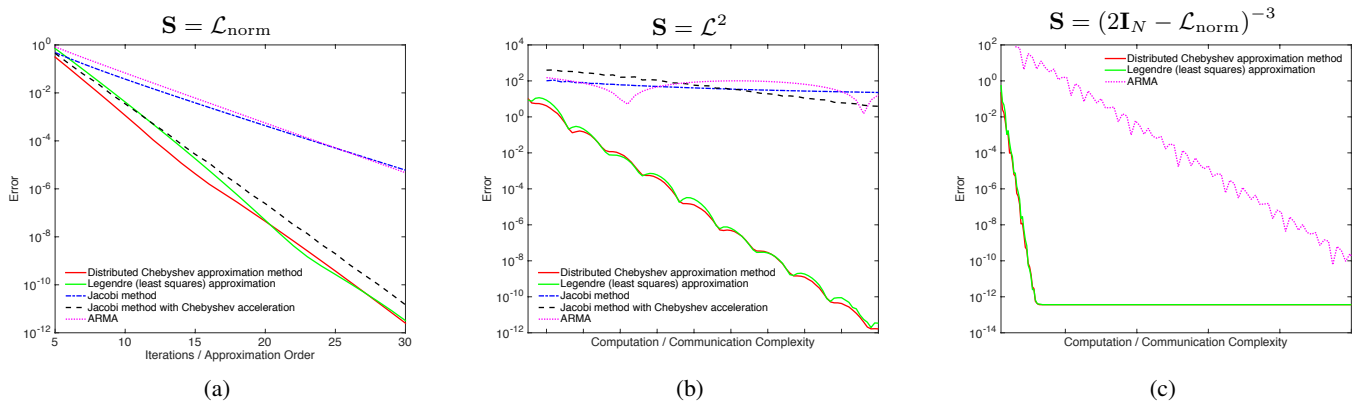 S = ℒnorm
10^0
10^-2
10^-4
10^-6
10^-8
10^-10
10^-12
Error
Distributed Chebyshev approximation method
Legendre (least squares) approximation
Jacobi method
Jacobi method with Chebyshev acceleration
ARMA
5 10 15 20 25 30
Iterations / Approximation Order
(a)
S = ℒ^2
10^4
10^2
10^0
10^-2
10^-4
10^-6
10^-8
10^-10
10^-12
Error
Distributed Chebyshev approximation method
Legendre (least squares) approximation
Jacobi method
Jacobi method with Chebyshev acceleration
ARMA
Computation / Communication Complexity
(b)
S = (2I_N − ℒnorm)^-3
10^2
10^0
10^-2
10^-4
10^-6
10^-8
10^-10
10^-12
10^-14
Error
Distributed Chebyshev approximation method
Legendre (least squares) approximation
ARMA
Computation / Communication Complexity
(c)